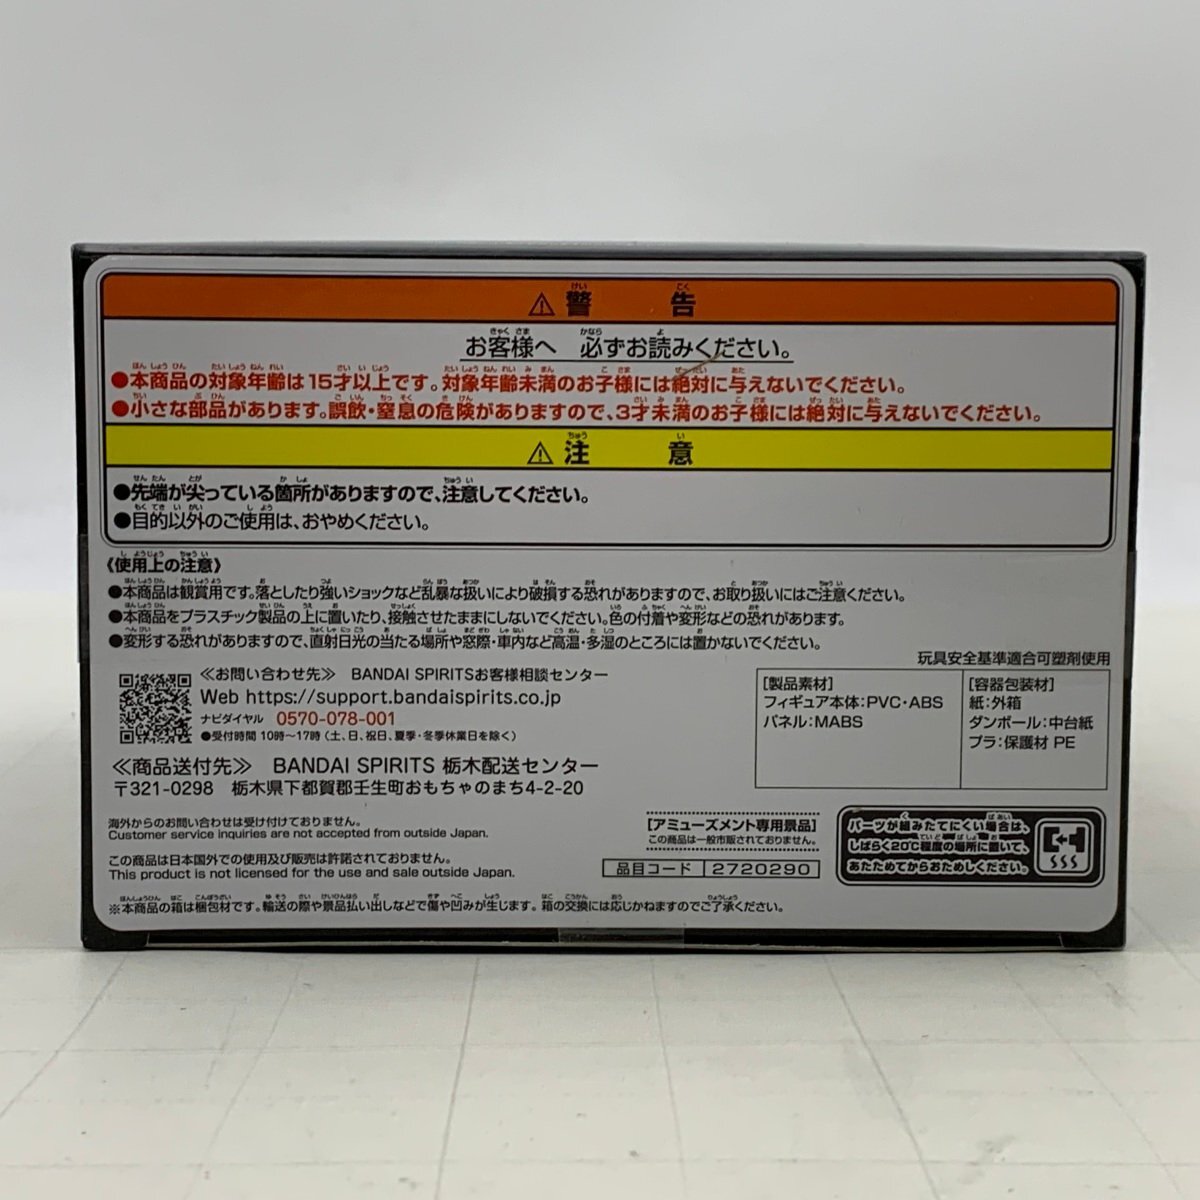 ⚠警告
お客様へ 必ずお読みください。
●本商品の対象年齢は15才以上です。対象年齢未満のお子様には絶対に与えないでください。
●小さな部品があります。誤飲・窒息の危険がありますので、3才未満のお子様には絶対に与えないでください。
⚠注意
●先端が尖っている箇所がありますので、注意してください。
●目的以外のご使用は、おやめください。
《使用上の注意》
●本商品は観賞用です。落としたり強いショックなど乱暴な扱いにより破損する恐れがありますので、お取り扱いにはご注意ください。
●本商品をプラスチック製品の上に置いたり、接触させたままにしないでください。色の付着や変形などの恐れがあります。
●変形する恐れがありますので、直射日光の当たる場所や窓際・車内など高温・多湿のところには置かないでください。
玩具安全基準適合可塑剤使用
≪お問い合わせ先≫ BANDAI SPIRITSお客様相談センター
Web https://support.bandaispirits.co.jp
ナビダイヤル 0570-078-001
●受付時間 10時〜17時(土、日、祝日、夏季・冬季休業日を除く)
≪商品送付先≫ BANDAI SPIRITS 栃木配送センター
〒321-0298 栃木県下都賀郡壬生町おもちゃのまち4-2-20
[製品素材]
フィギュア本体:PVC・ABS
パネル:MABS
[容器包装材]
紙:外箱
ダンボール:中台紙
プラ:保護材 PE
海外からのお問い合わせは受け付けておりません。
Customer service inquiries are not accepted from outside Japan.
この商品は日本国外での使用及び販売は許諾されておりません。
This product is not licensed for the use and sale outside Japan.
[アミューズメント専用景品]
この商品は一般市販されておりません。
品目コード 2720290
パーツが組みたてにくい場合は、
しばらく20℃程度の場所に置いて、
あたためてからおためしください。
※本商品の箱は梱包材です。輸送の際や景品払い出しなどで傷や凹みが生じます。箱の交換には応じかねますのでご了承ください。